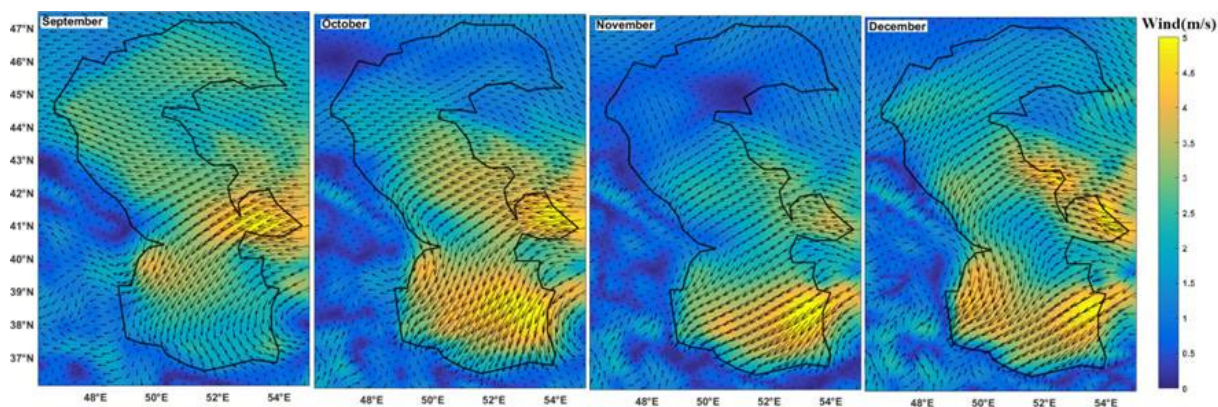 September
October
November
December
Wind(m/s)
47°N
46°N
45°N
44°N
43°N
42°N
41°N
40°N
39°N
38°N
37°N
5
4.5
4
3.5
3
2.5
2
1.5
1
0.5
0
48°E 50°E 52°E 54°E 48°E 50°E 52°E 54°E 48°E 50°E 52°E 54°E 48°E 50°E 52°E 54°E